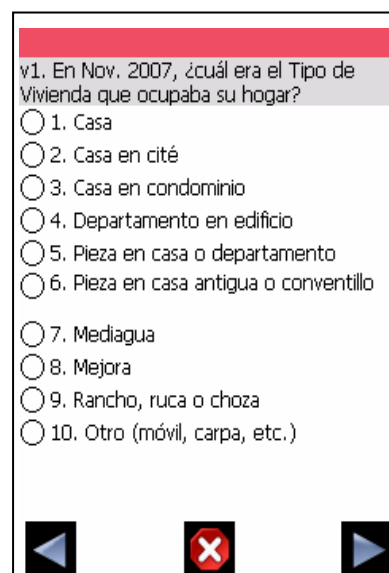 v1. En Nov. 2007, ¿cuál era el Tipo de
Vivienda que ocupaba su hogar?
1. Casa
2. Casa en cité
3. Casa en condominio
4. Departamento en edificio
5. Pieza en casa o departamento
6. Pieza en casa antigua o conventillo
7. Mediagua
8. Mejora
9. Rancho, ruca o choza
10. Otro (móvil, carpa, etc.)